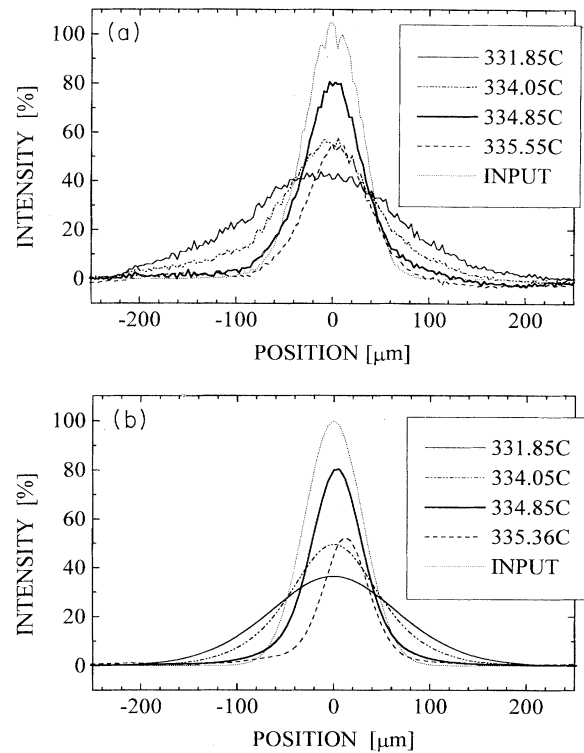 (a)
100
80
60
40
20
0
INTENSITY [%]
331.85C
334.05C
334.85C
335.55C
INPUT
-200 -100 0 100 200
POSITION [µm]
(b)
100
80
60
40
20
0
INTENSITY [%]
331.85C
334.05C
334.85C
335.36C
INPUT
-200 -100 0 100 200
POSITION [µm]